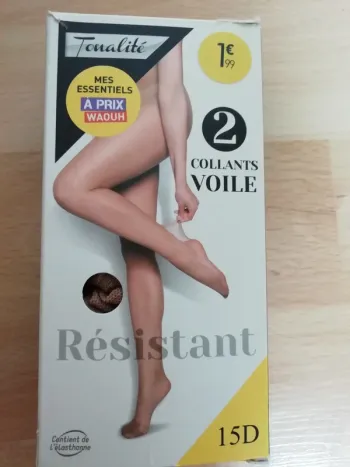 Tonalité
1€
99
MES
ESSENTIELS
À PRIX
WAOUH
2
COLLANTS
VOILE
Résistant
Contient de
l'élasthanne
15D